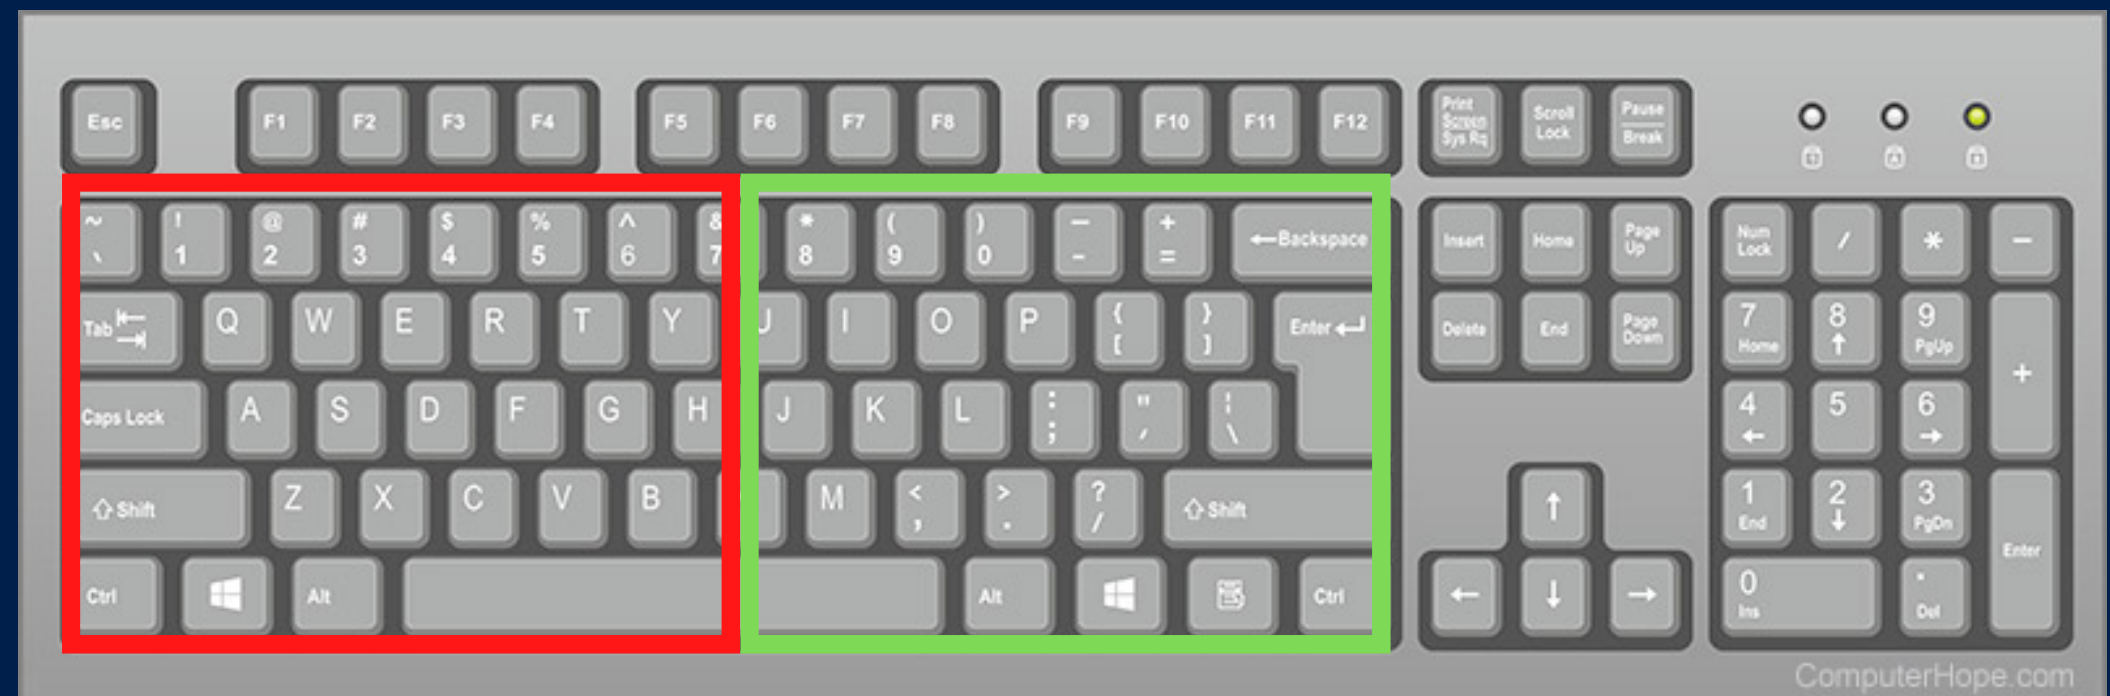 Esc F1 F2 F3 F4 F5 F6 F7 F8 F9 F10 F11 F12
Print
Screen
Sys Rq
Scroll
Lock
Pause
Break
~ ! @ # $ % ^ & * ( ) — +
` 1 2 3 4 5 6 7 8 9 0 - = ←Backspace
Insert Home
Page
Up
Num
Lock
/ * −
Tab Q W E R T Y U I O P { }
[ ] Enter
Delete End
Page
Down
7 8 9
Home ↑ PgUp
+
Caps Lock A S D F G H J K L : " ¦
; ' \
4 5 6
← →
⇧ Shift Z X C V B M < > ?
, . / ⇧ Shift
↑
1 2 3
End ↓ PgDn
Enter
Ctrl Alt Alt Ctrl
← ↓ →
0 .
Ins Del
ComputerHope.com